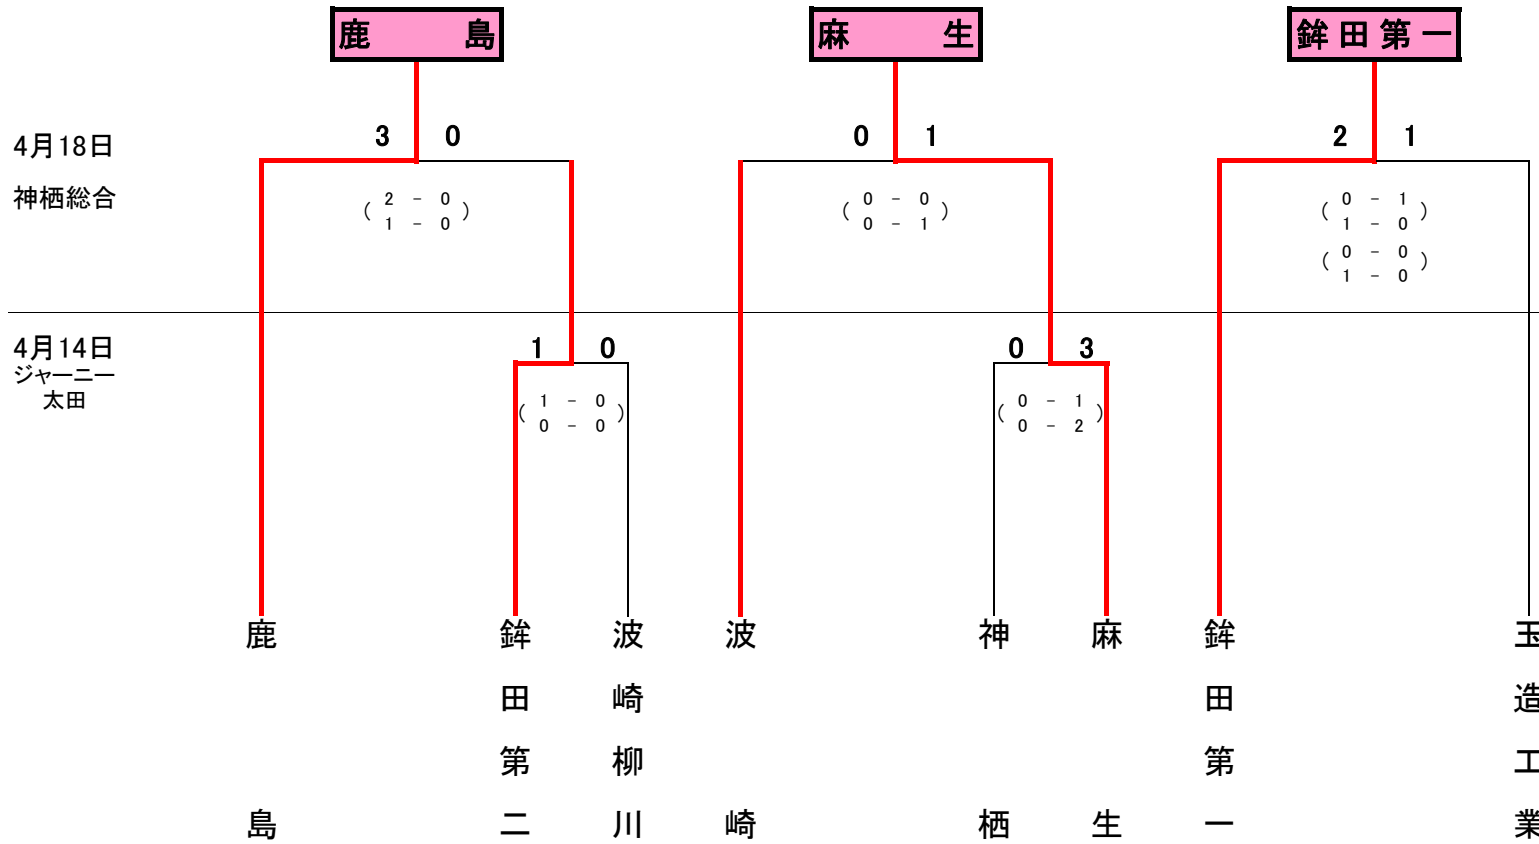 鹿島 麻生 鉾田第一
4月18日 3 0 0 1 2 1
神栖総合
( 2 - 0 1 - 0 ) ( 0 - 0 0 - 1 ) ( 0 - 1 1 - 0 )
( 0 - 0 1 - 0 )
4月14日 1 0 0 3
ジャーニー
太田
( 1 - 0 0 - 0 ) ( 0 - 1 0 - 2 )
鹿島
鉾田第二
波崎柳川
波崎
神栖
麻生
鉾田第一
玉造工業